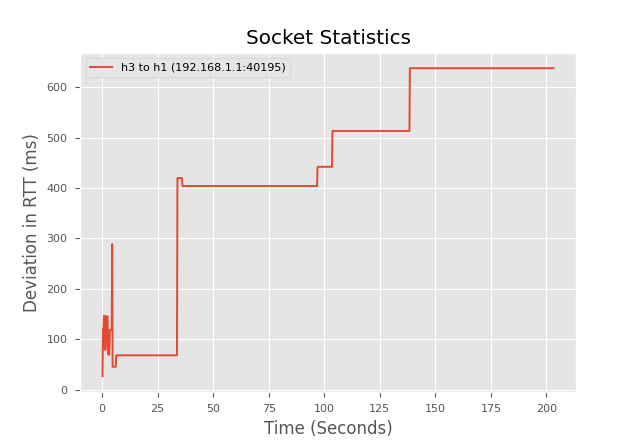 Socket Statistics
h3 to h1 (192.168.1.1:40195)
Deviation in RTT (ms)
600
500
400
300
200
100
0
0 25 50 75 100 125 150 175 200
Time (Seconds)